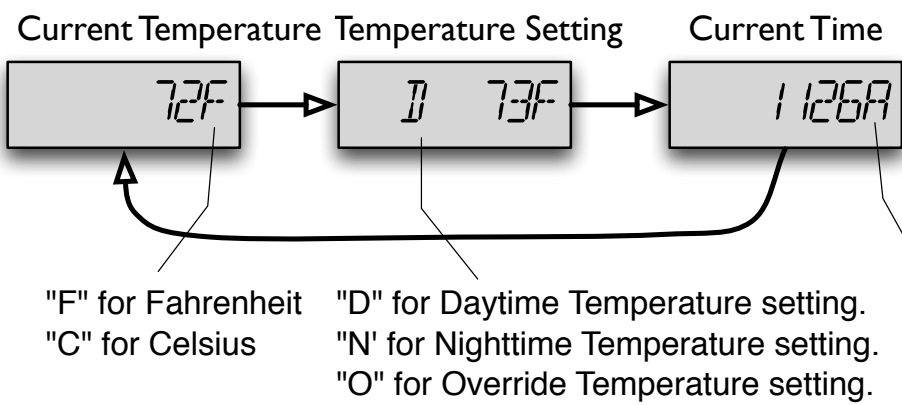 Current Temperature Temperature Setting Current Time
72F D 73F 1126A
"F" for Fahrenheit "D" for Daytime Temperature setting.
"C" for Celsius "N' for Nighttime Temperature setting.
"O" for Override Temperature setting.